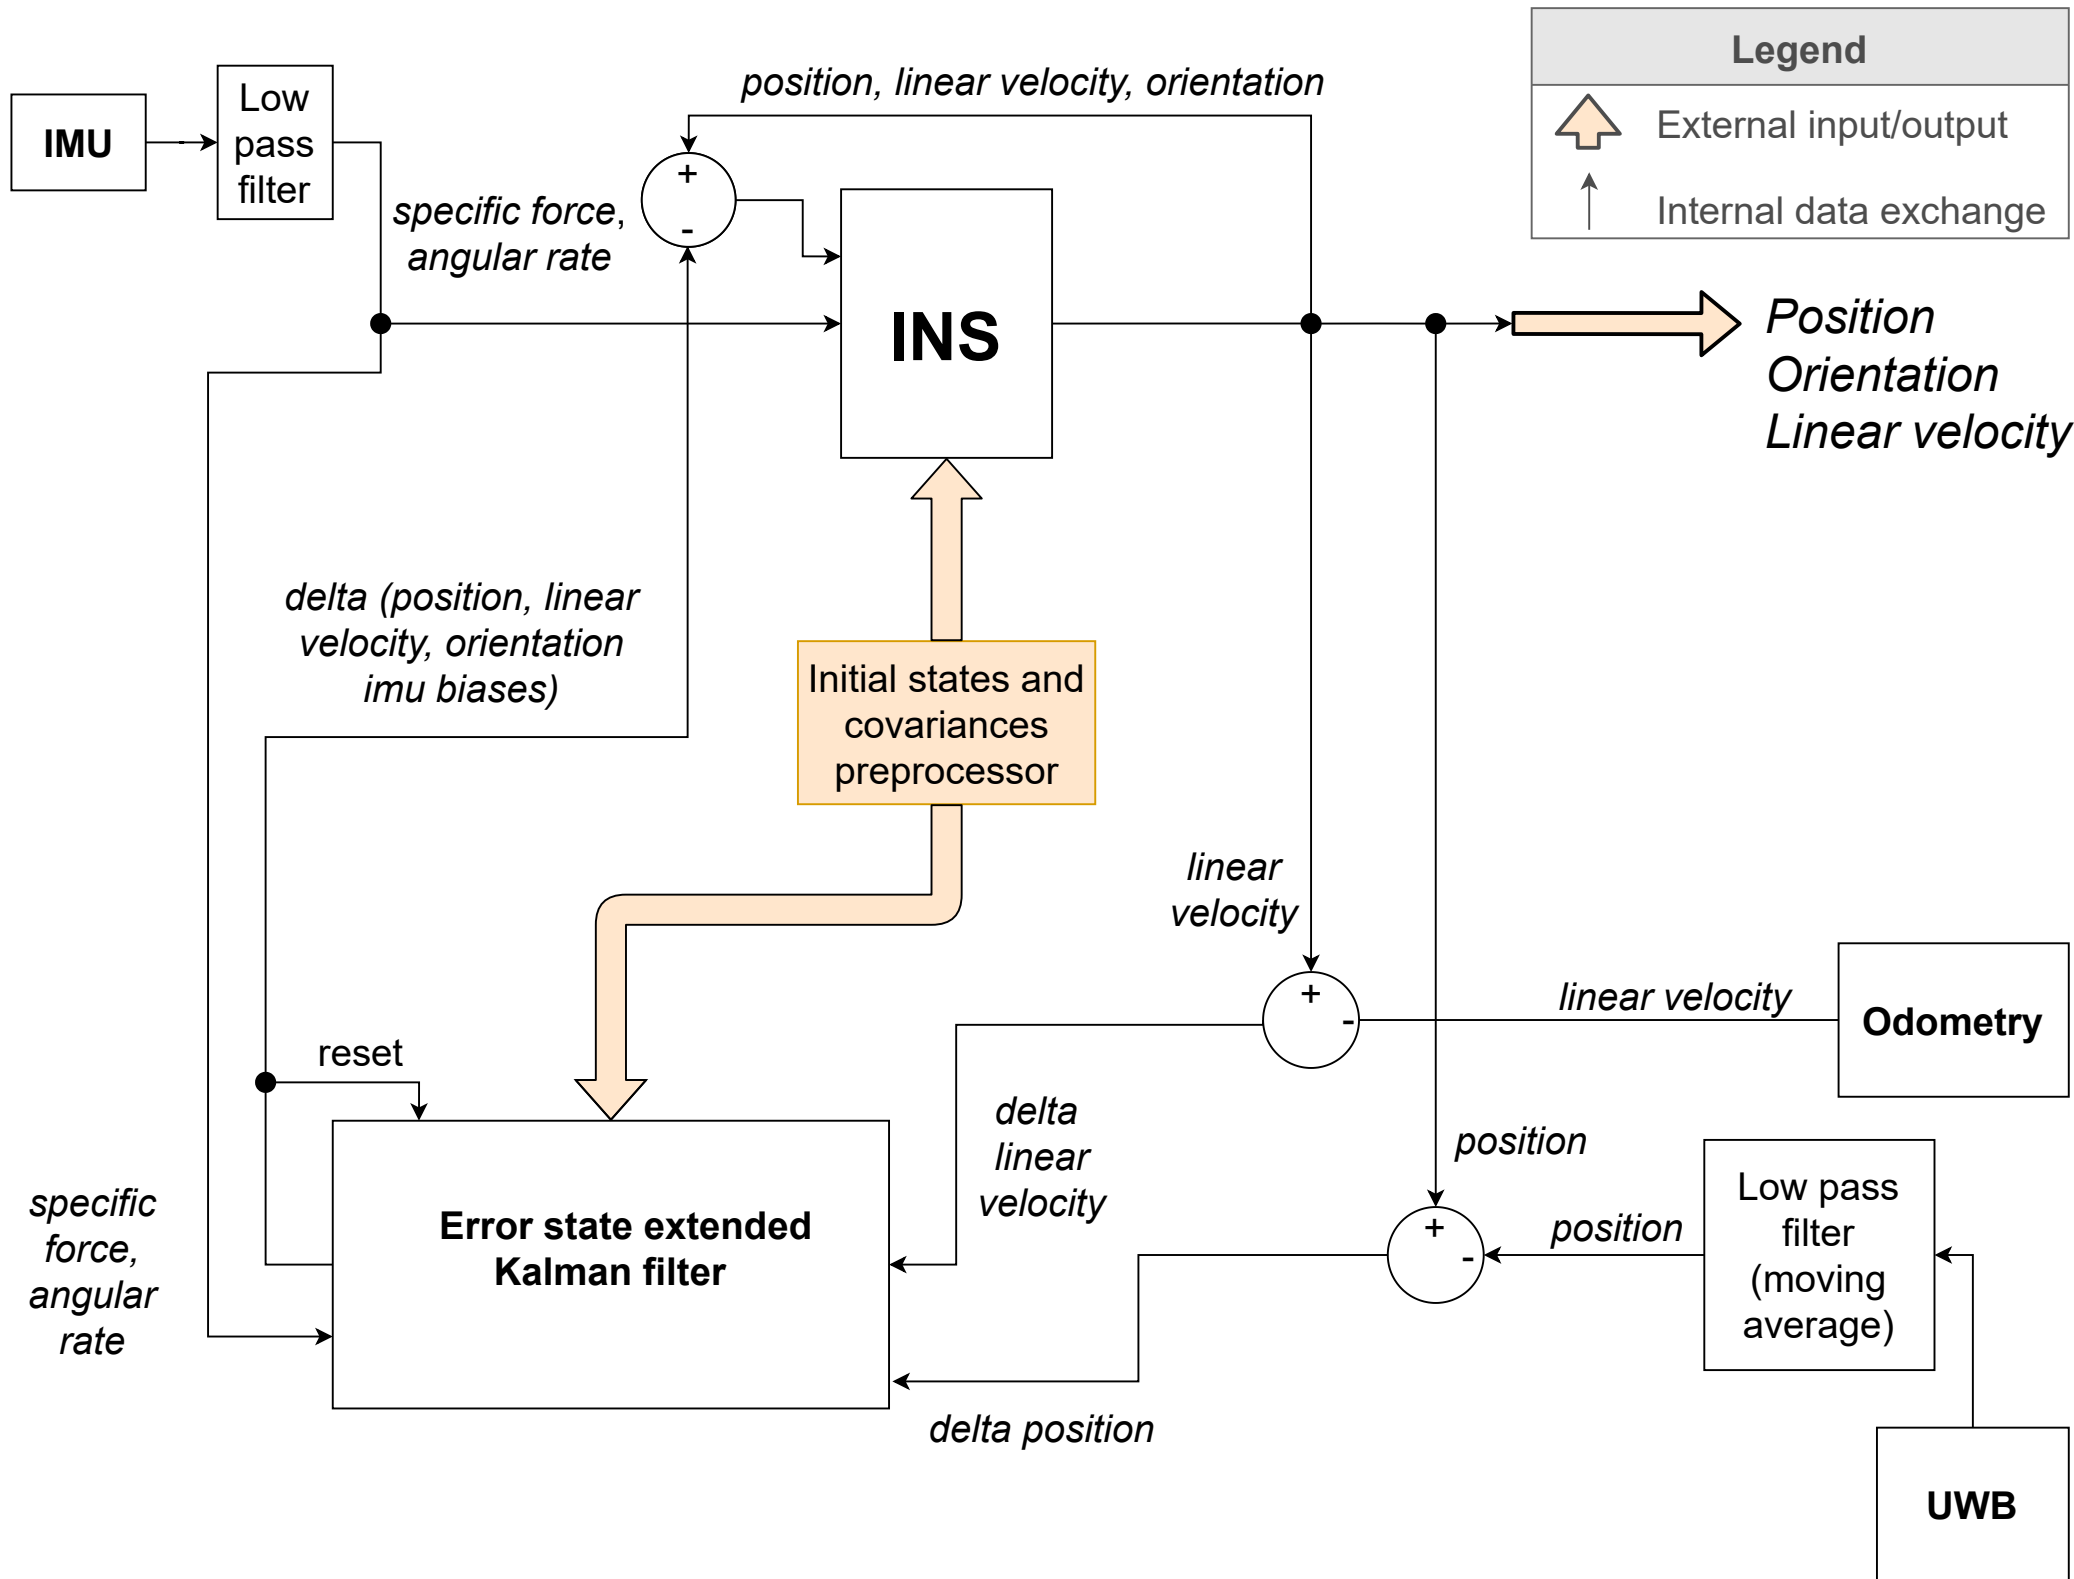 Legend
External input/output
Internal data exchange
position, linear velocity, orientation
IMU
Low
pass
filter
+
-
specific force,
angular rate
INS
Position
Orientation
Linear velocity
delta (position, linear
velocity, orientation
imu biases)
Initial states and
covariances
preprocessor
linear
velocity
+
-
linear velocity
Odometry
reset
delta
linear
velocity
position
Error state extended
Kalman filter
specific
force,
angular
rate
+
-
position
Low pass
filter
(moving
average)
delta position
UWB